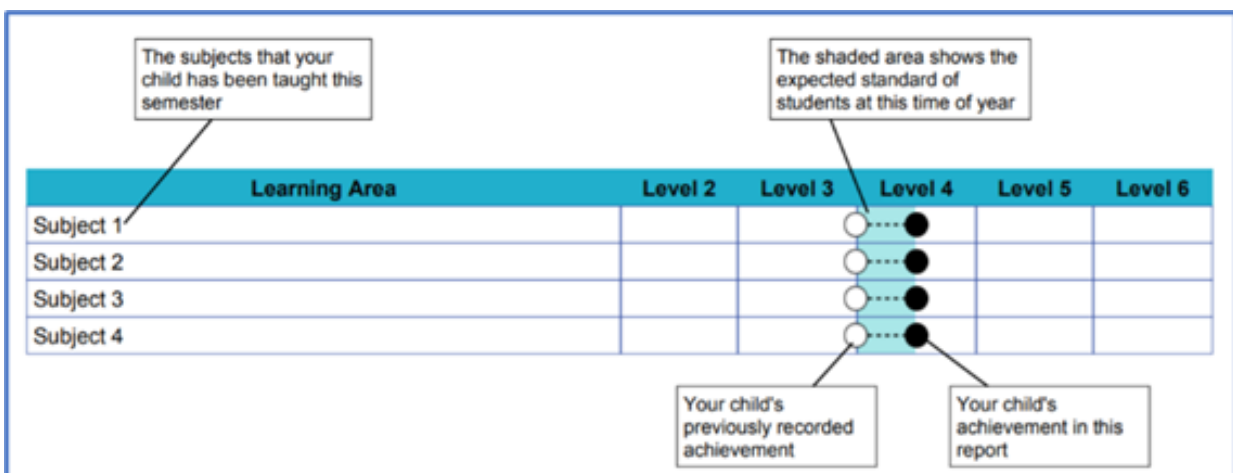 The subjects that your
child has been taught this
semester
The shaded area shows the
expected standard of
students at this time of year
Learning Area Level 2 Level 3 Level 4 Level 5 Level 6
Subject 1
Subject 2
Subject 3
Subject 4
Your child's
previously recorded
achievement
Your child's
achievement in this
report